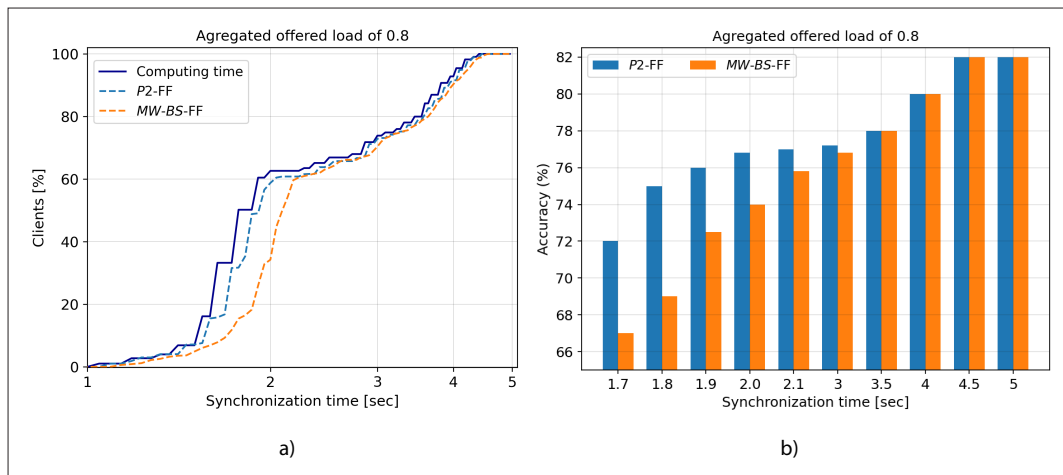 Agregated offered load of 0.8
100
80
60
40
20
0
Clients [%]
Computing time
P2-FF
MW-BS-FF
1 2 3 4 5
Synchronization time [sec]
a)
Agregated offered load of 0.8
82
80
78
76
74
72
70
68
66
Accuracy (%)
P2-FF MW-BS-FF
1.7 1.8 1.9 2.0 2.1 3 3.5 4 4.5 5
Synchronization time [sec]
b)